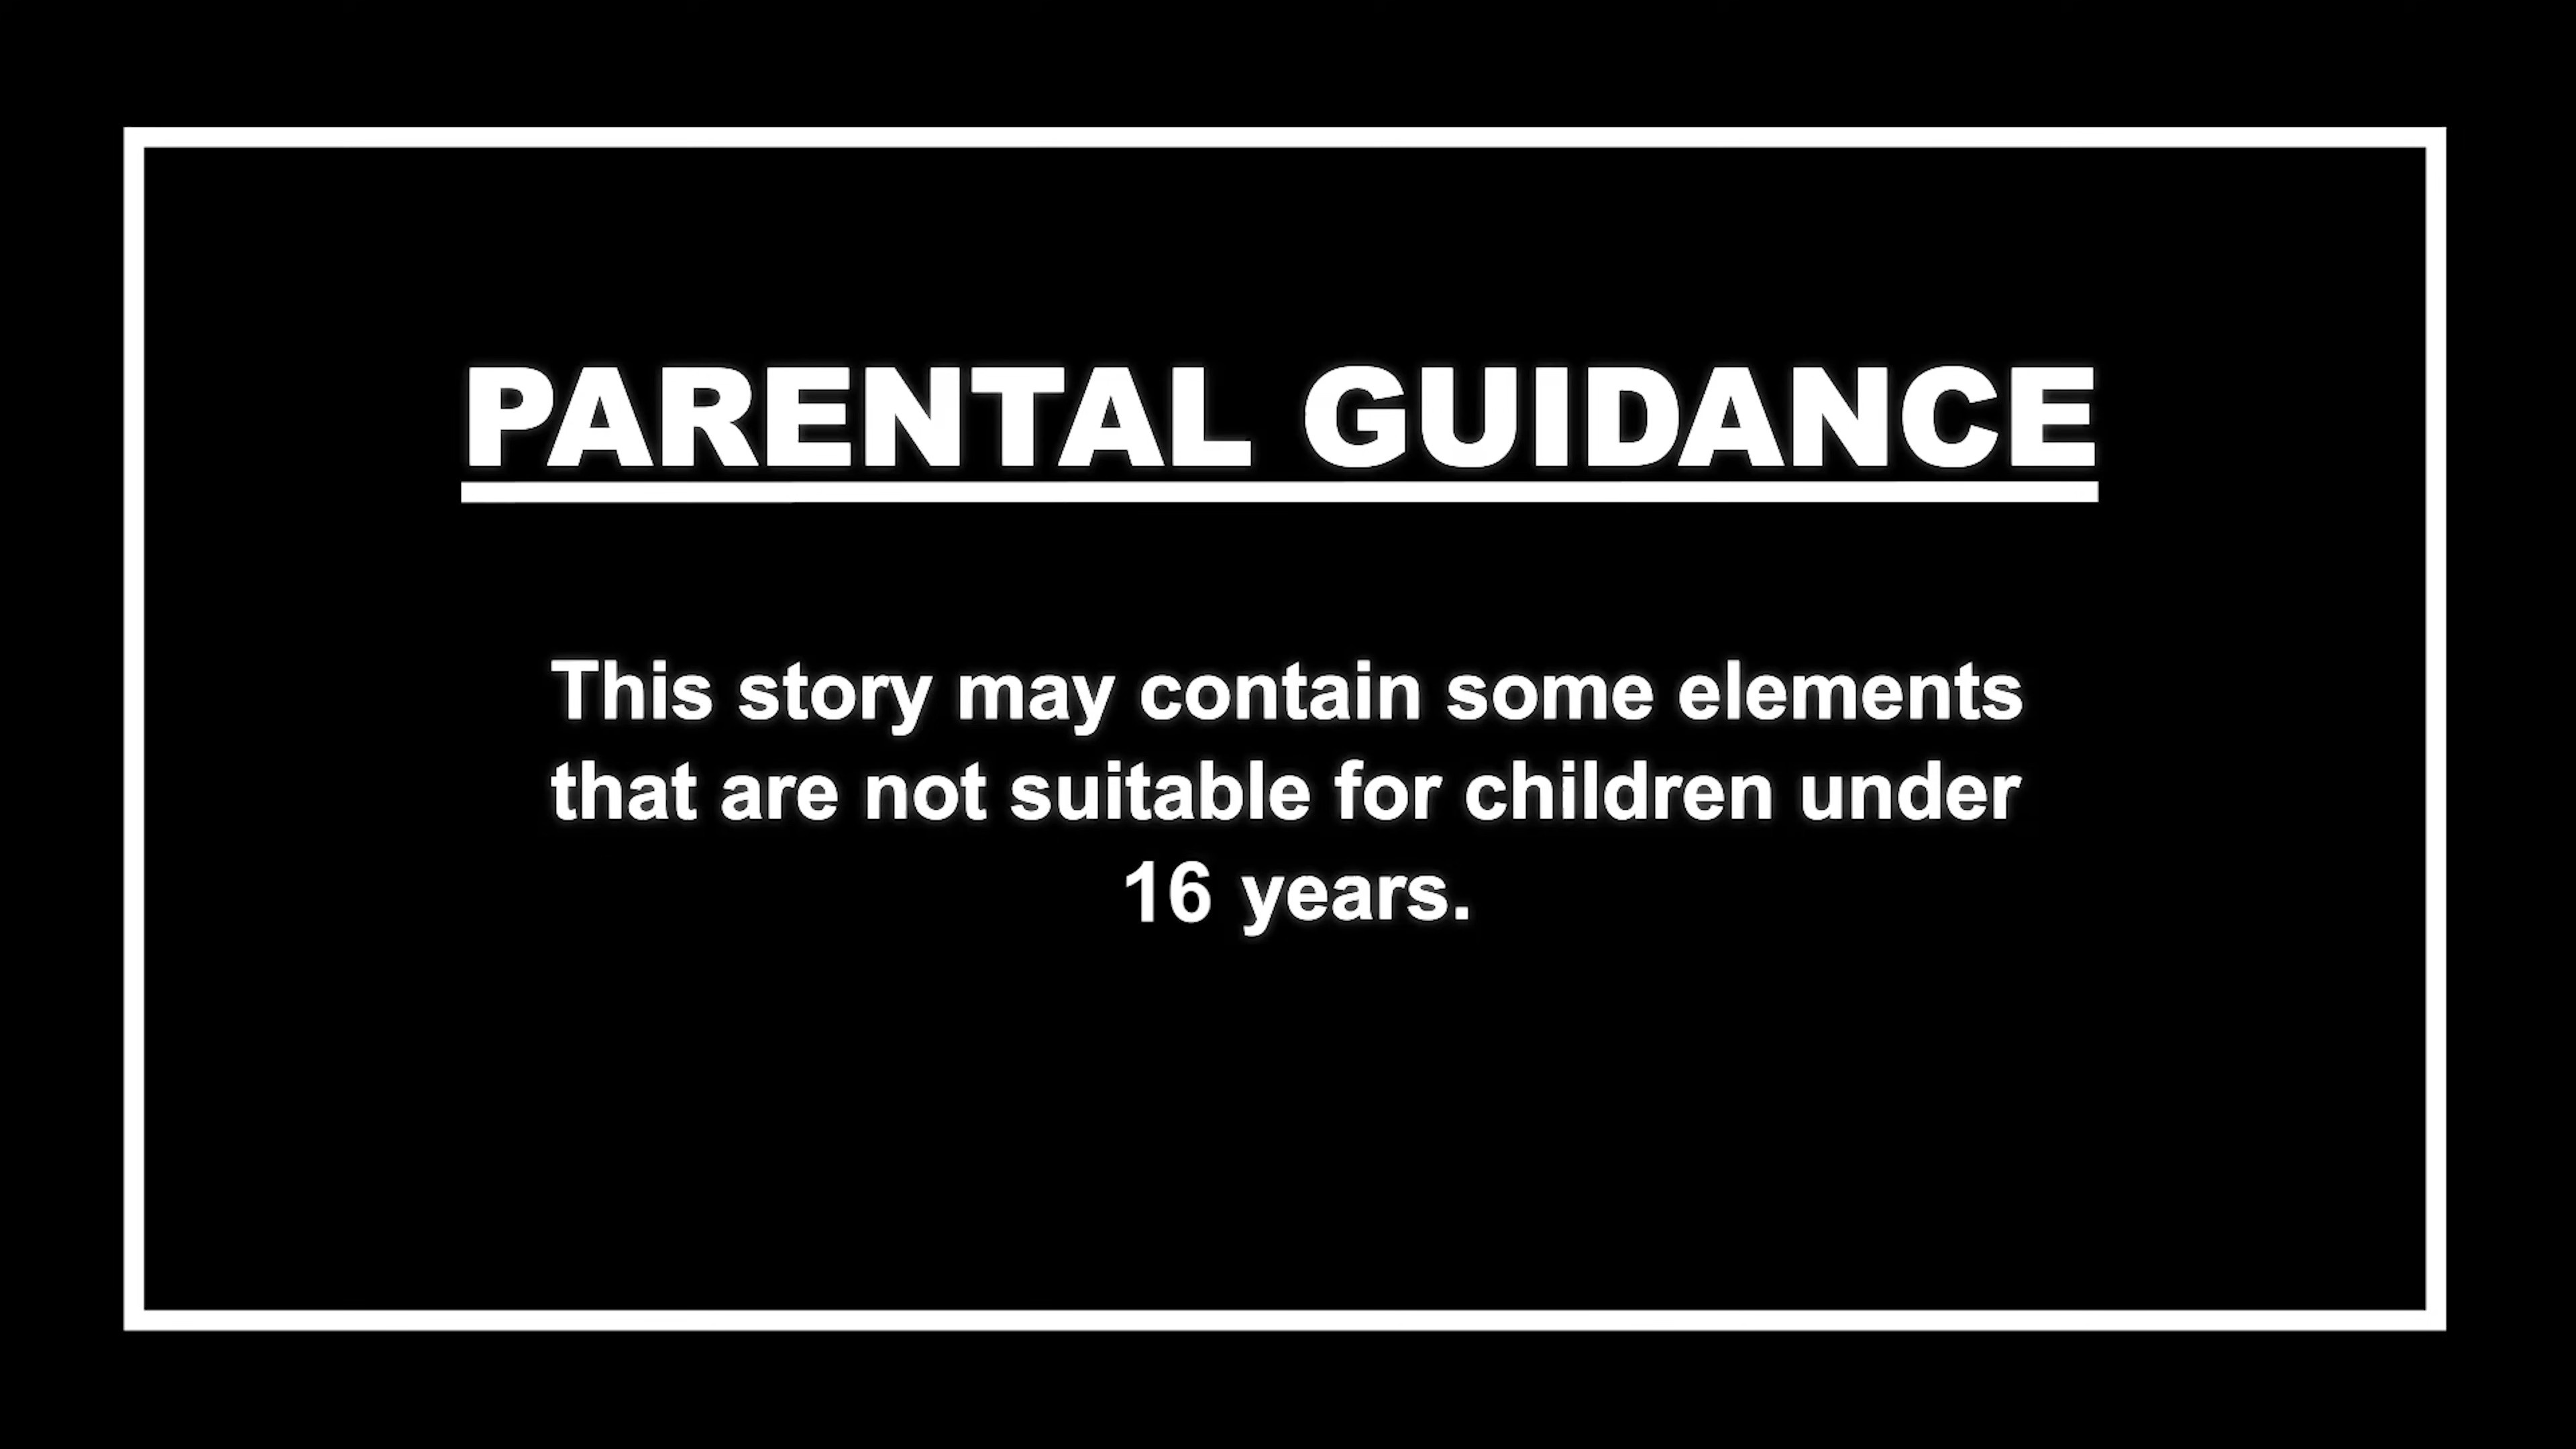 PARENTAL GUIDANCE
This story may contain some elements
that are not suitable for children under
16 years.